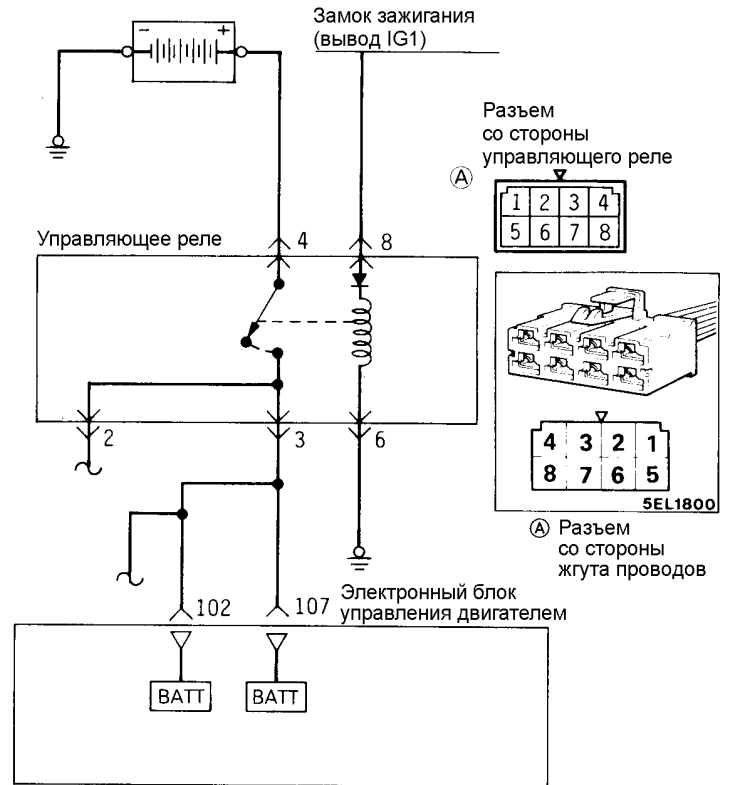 Замок зажигания
(вывод IG1)
- +
Разъем
со стороны
управляющего реле
A
1 2 3 4
5 6 7 8
Управляющее реле
4
8
2
3
6
4 3 2 1
8 7 6 5
5EL1800
A Разъем
со стороны
жгута проводов
Электронный блок
управления двигателем
102
107
BATT
BATT